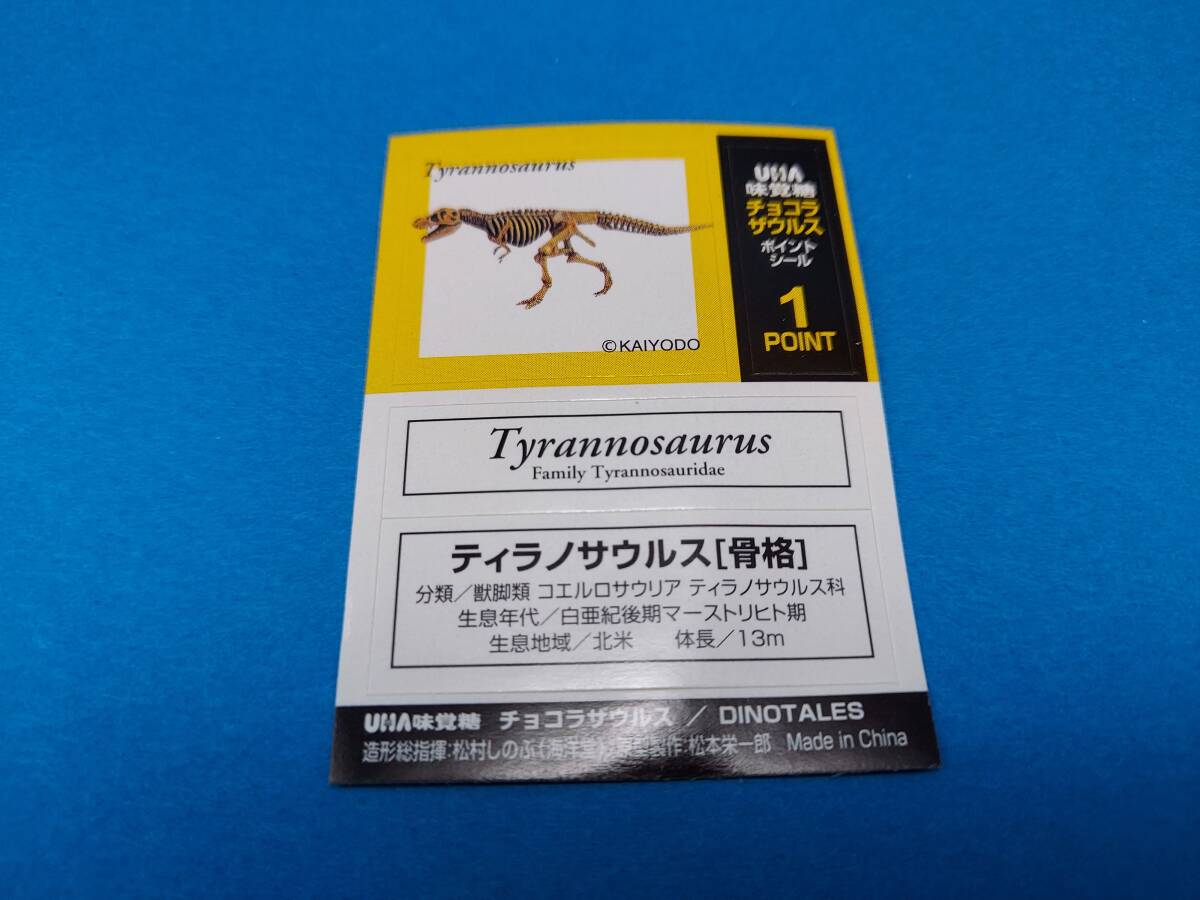 Tyrannosaurus
©KAIYODO
UHA
味覚糖
チョコラ
ザウルス
ポイント
シール
1
POINT
Tyrannosaurus
Family Tyrannosauridae
ティラノサウルス[骨格]
分類／獣脚類 コエルロサウリア ティラノサウルス科
生息年代／白亜紀後期マーストリヒト期
生息地域／北米 体長／13m
UHA味覚糖 チョコラザウルス / DINOTALES
造形総指揮:松村しのぶ(海洋堂) 原型製作:松本栄一郎 Made in China